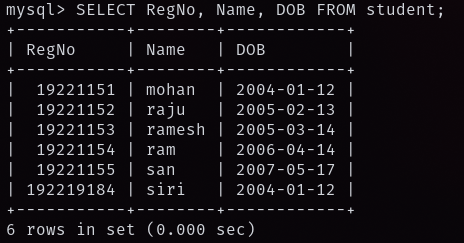 mysql> SELECT RegNo, Name, DOB FROM student;
+-----------+--------+------------+
| RegNo     | Name   | DOB        |
+-----------+--------+------------+
|  19221151 | mohan  | 2004-01-12 |
|  19221152 | raju   | 2005-02-13 |
|  19221153 | ramesh | 2005-03-14 |
|  19221154 | ram    | 2006-04-14 |
|  19221155 | san    | 2007-05-17 |
| 192219184 | siri   | 2004-01-12 |
+-----------+--------+------------+
6 rows in set (0.000 sec)